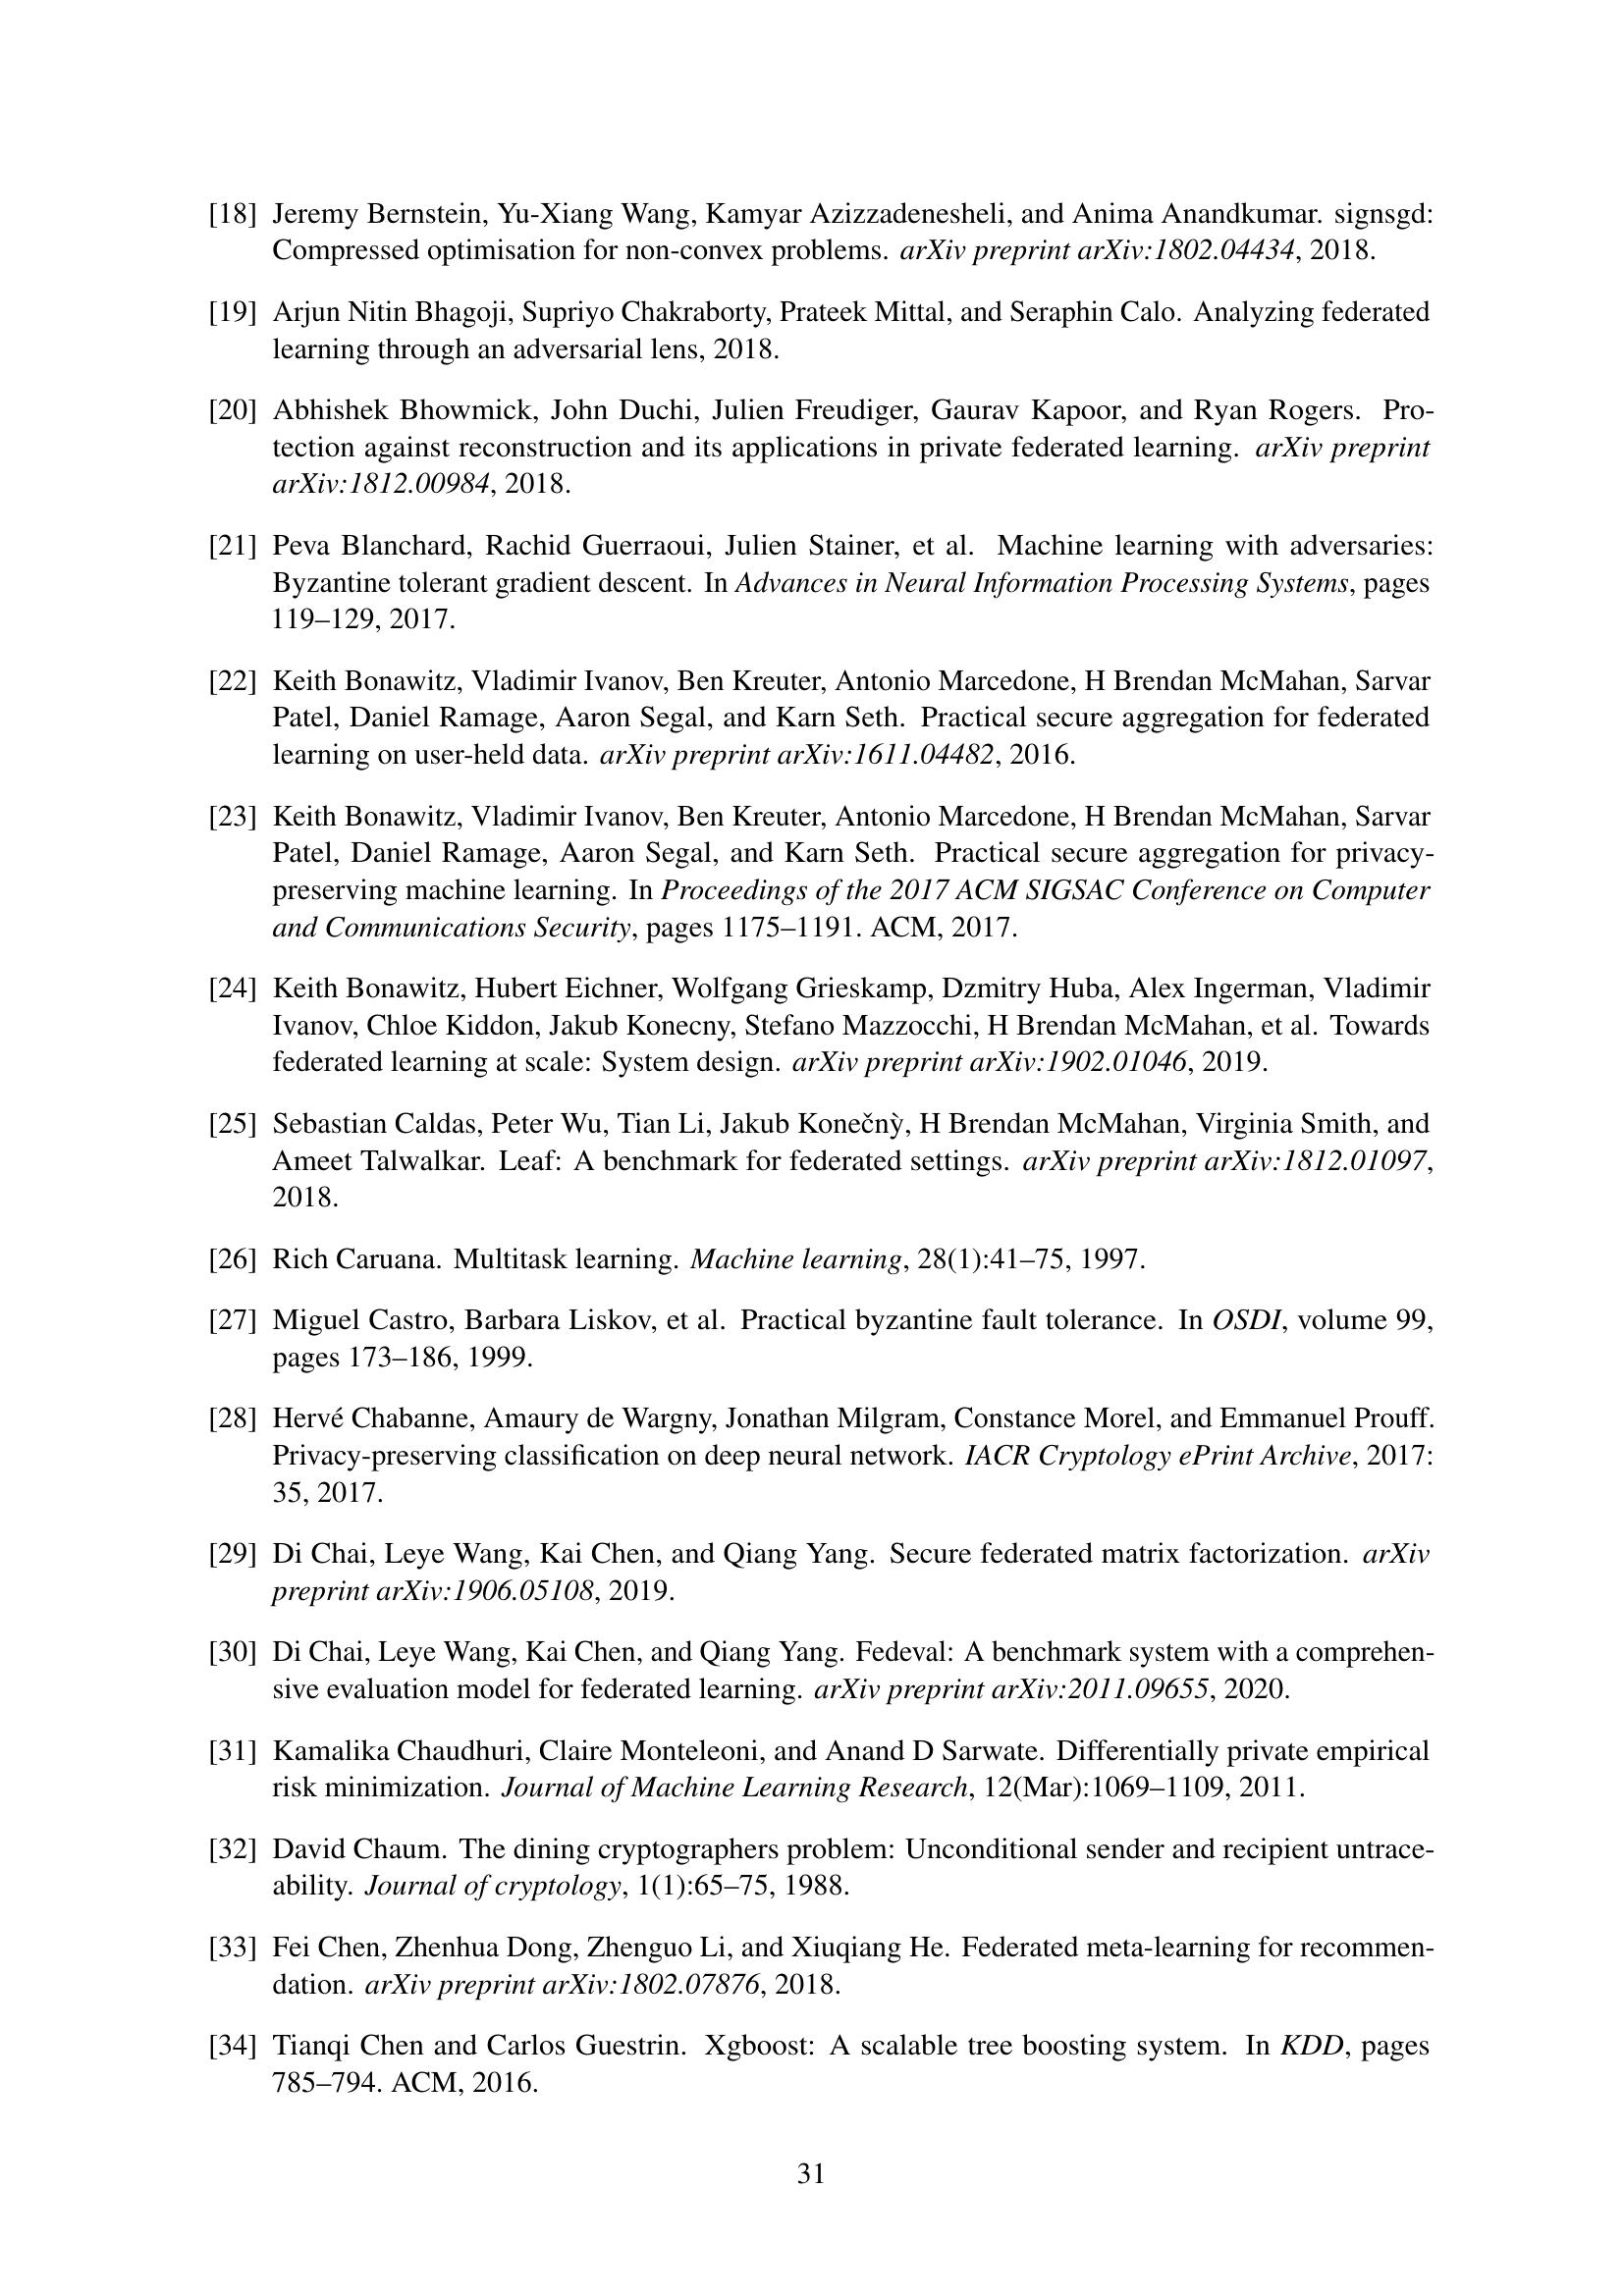 [18] Jeremy Bernstein, Yu-Xiang Wang, Kamyar Azizzadenesheli, and Anima Anandkumar. signsgd:
Compressed optimisation for non-convex problems. arXiv preprint arXiv:1802.04434, 2018.
[19] Arjun Nitin Bhagoji, Supriyo Chakraborty, Prateek Mittal, and Seraphin Calo. Analyzing federated
learning through an adversarial lens, 2018.
[20] Abhishek Bhowmick, John Duchi, Julien Freudiger, Gaurav Kapoor, and Ryan Rogers. Pro-
tection against reconstruction and its applications in private federated learning. arXiv preprint
arXiv:1812.00984, 2018.
[21] Peva Blanchard, Rachid Guerraoui, Julien Stainer, et al. Machine learning with adversaries:
Byzantine tolerant gradient descent. In Advances in Neural Information Processing Systems, pages
119–129, 2017.
[22] Keith Bonawitz, Vladimir Ivanov, Ben Kreuter, Antonio Marcedone, H Brendan McMahan, Sarvar
Patel, Daniel Ramage, Aaron Segal, and Karn Seth. Practical secure aggregation for federated
learning on user-held data. arXiv preprint arXiv:1611.04482, 2016.
[23] Keith Bonawitz, Vladimir Ivanov, Ben Kreuter, Antonio Marcedone, H Brendan McMahan, Sarvar
Patel, Daniel Ramage, Aaron Segal, and Karn Seth. Practical secure aggregation for privacy-
preserving machine learning. In Proceedings of the 2017 ACM SIGSAC Conference on Computer
and Communications Security, pages 1175–1191. ACM, 2017.
[24] Keith Bonawitz, Hubert Eichner, Wolfgang Grieskamp, Dzmitry Huba, Alex Ingerman, Vladimir
Ivanov, Chloe Kiddon, Jakub Konecny, Stefano Mazzocchi, H Brendan McMahan, et al. Towards
federated learning at scale: System design. arXiv preprint arXiv:1902.01046, 2019.
[25] Sebastian Caldas, Peter Wu, Tian Li, Jakub Konečnỳ, H Brendan McMahan, Virginia Smith, and
Ameet Talwalkar. Leaf: A benchmark for federated settings. arXiv preprint arXiv:1812.01097,
2018.
[26] Rich Caruana. Multitask learning. Machine learning, 28(1):41–75, 1997.
[27] Miguel Castro, Barbara Liskov, et al. Practical byzantine fault tolerance. In OSDI, volume 99,
pages 173–186, 1999.
[28] Hervé Chabanne, Amaury de Wargny, Jonathan Milgram, Constance Morel, and Emmanuel Prouff.
Privacy-preserving classification on deep neural network. IACR Cryptology ePrint Archive, 2017:
35, 2017.
[29] Di Chai, Leye Wang, Kai Chen, and Qiang Yang. Secure federated matrix factorization. arXiv
preprint arXiv:1906.05108, 2019.
[30] Di Chai, Leye Wang, Kai Chen, and Qiang Yang. Fedeval: A benchmark system with a comprehen-
sive evaluation model for federated learning. arXiv preprint arXiv:2011.09655, 2020.
[31] Kamalika Chaudhuri, Claire Monteleoni, and Anand D Sarwate. Differentially private empirical
risk minimization. Journal of Machine Learning Research, 12(Mar):1069–1109, 2011.
[32] David Chaum. The dining cryptographers problem: Unconditional sender and recipient untrace-
ability. Journal of cryptology, 1(1):65–75, 1988.
[33] Fei Chen, Zhenhua Dong, Zhenguo Li, and Xiuqiang He. Federated meta-learning for recommen-
dation. arXiv preprint arXiv:1802.07876, 2018.
[34] Tianqi Chen and Carlos Guestrin. Xgboost: A scalable tree boosting system. In KDD, pages
785–794. ACM, 2016.
31